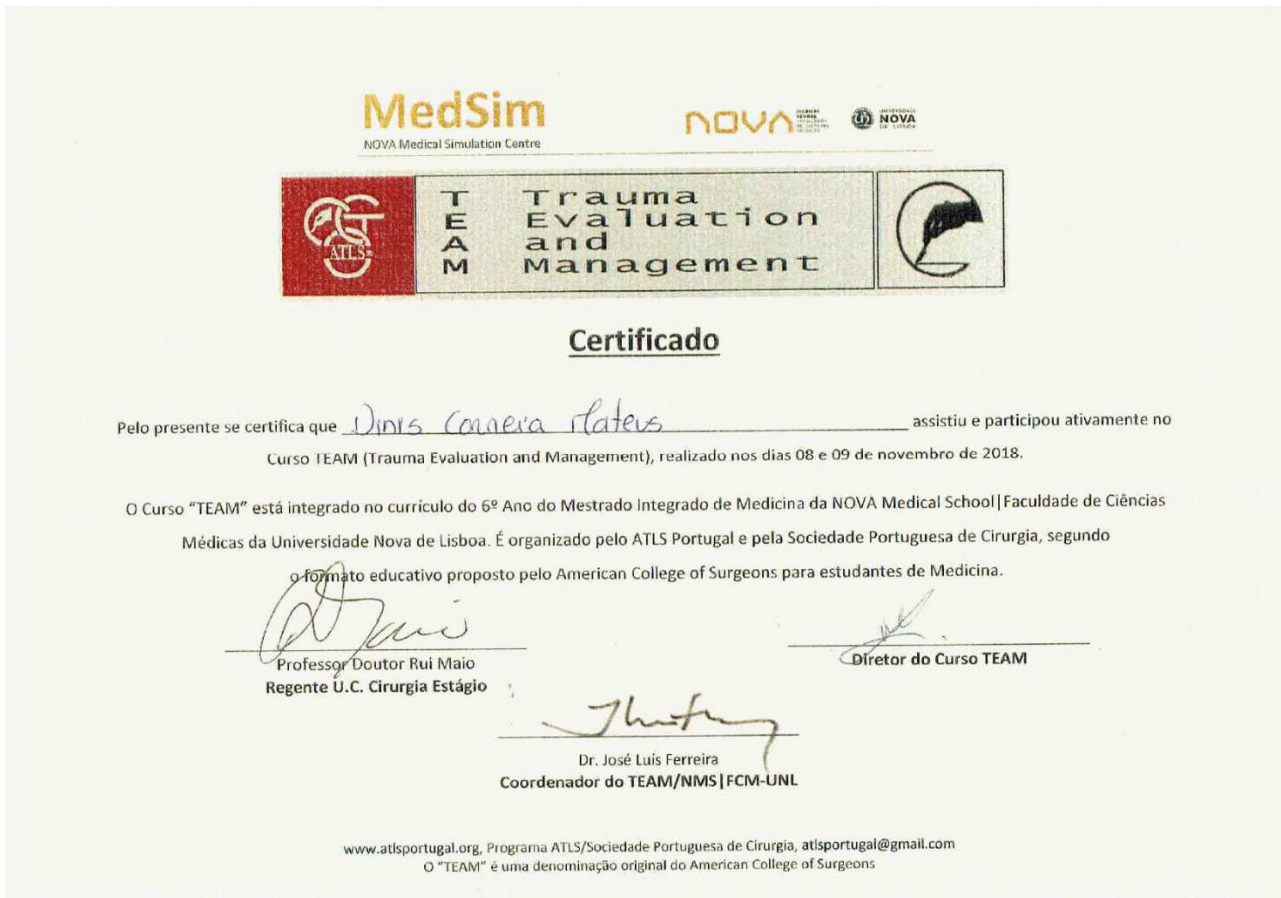 MedSim
NOVA Medical Simulation Centre
NOVA
UNIVERSIDADE
NOVA
DE LISBOA
ATLS®
TEAM
Trauma
Evaluation
and
Management
Certificado
Pelo presente se certifica que Dinis Correia Mateus assistiu e participou ativamente no
Curso TEAM (Trauma Evaluation and Management), realizado nos dias 08 e 09 de novembro de 2018.
O Curso "TEAM" está integrado no currículo do 6º Ano do Mestrado Integrado de Medicina da NOVA Medical School|Faculdade de Ciências
Médicas da Universidade Nova de Lisboa. É organizado pelo ATLS Portugal e pela Sociedade Portuguesa de Cirurgia, segundo
o formato educativo proposto pelo American College of Surgeons para estudantes de Medicina.
Professor Doutor Rui Maio
Regente U.C. Cirurgia Estágio
Diretor do Curso TEAM
Dr. José Luís Ferreira
Coordenador do TEAM/NMS|FCM-UNL
www.atlsportugal.org, Programa ATLS/Sociedade Portuguesa de Cirurgia, atlsportugal@gmail.com
O "TEAM" é uma denominação original do American College of Surgeons